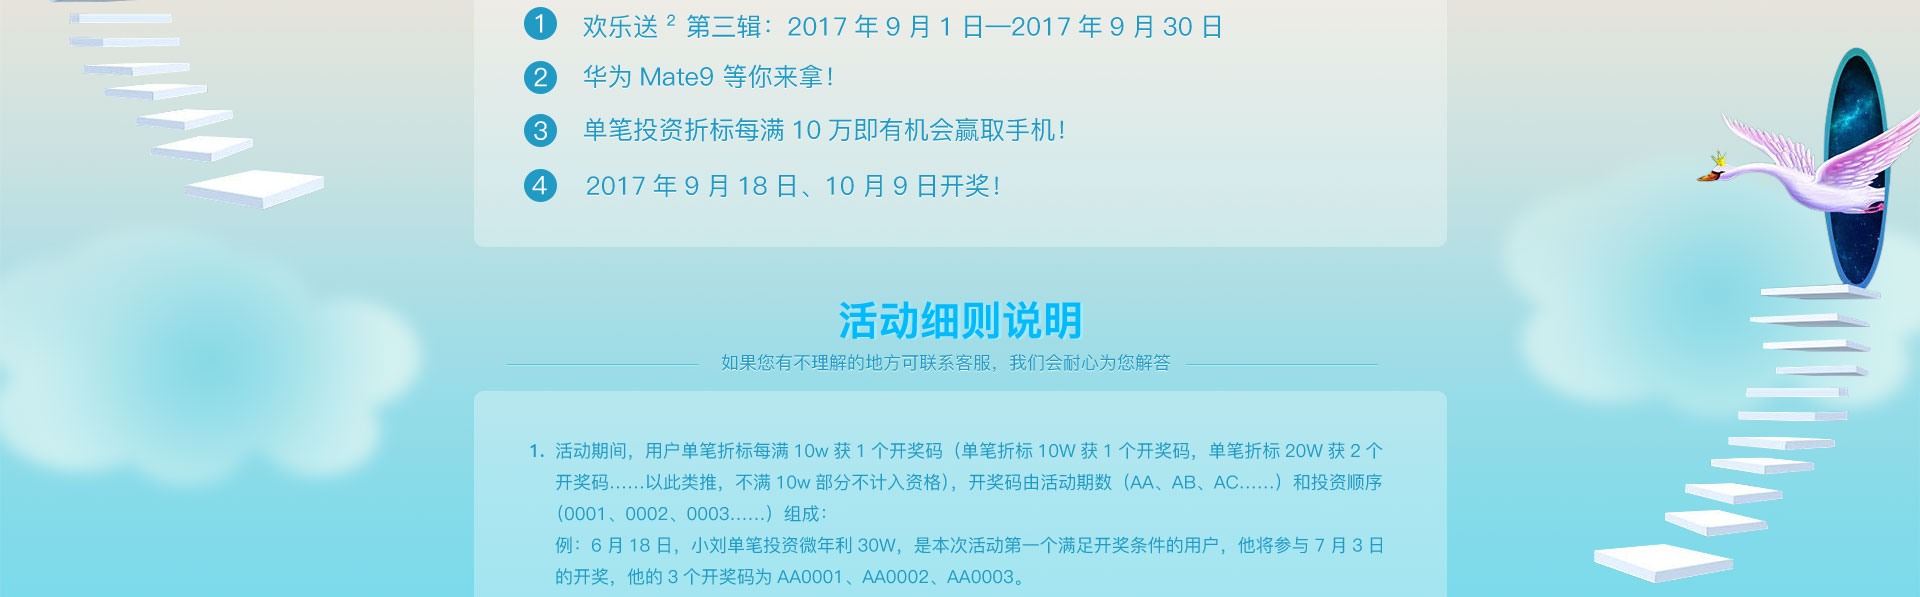 1 欢乐送² 第三辑：2017 年 9 月 1 日—2017 年 9 月 30 日
2 华为 Mate9 等你来拿！
3 单笔投资折标每满 10 万即有机会赢取手机！
4 2017 年 9 月 18 日、10 月 9 日开奖！
活动细则说明
如果您有不理解的地方可联系客服，我们会耐心为您解答
1. 活动期间，用户单笔折标每满 10w 获 1 个开奖码（单笔折标 10W 获 1 个开奖码，单笔折标 20W 获 2 个
开奖码……以此类推，不满 10w 部分不计入资格），开奖码由活动期数（AA、AB、AC……）和投资顺序
（0001、0002、0003……）组成：
例：6 月 18 日，小刘单笔投资微年利 30W，是本次活动第一个满足开奖条件的用户，他将参与 7 月 3 日
的开奖，他的 3 个开奖码为 AA0001、AA0002、AA0003。